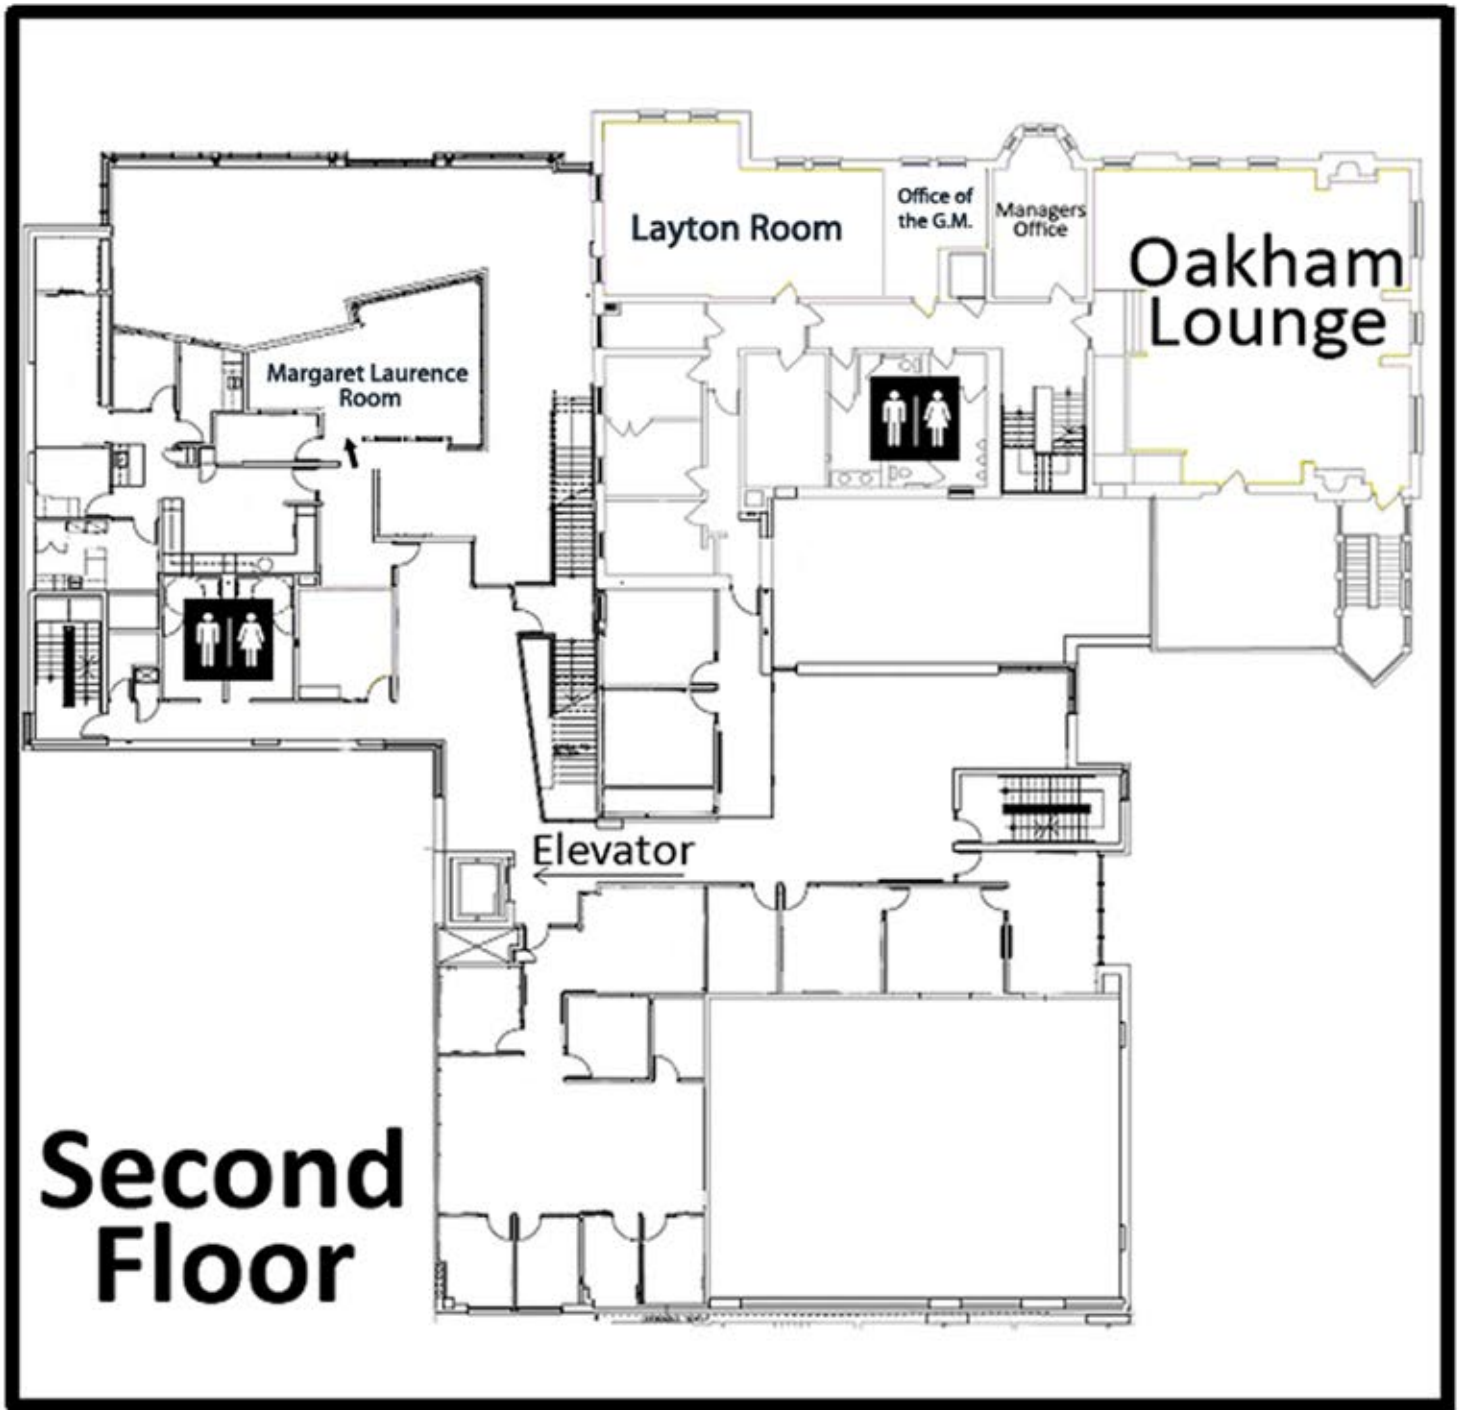 Layton Room
Office of
the G.M.
Managers
Office
Oakham
Lounge
Margaret Laurence
Room
Elevator
Second
Floor